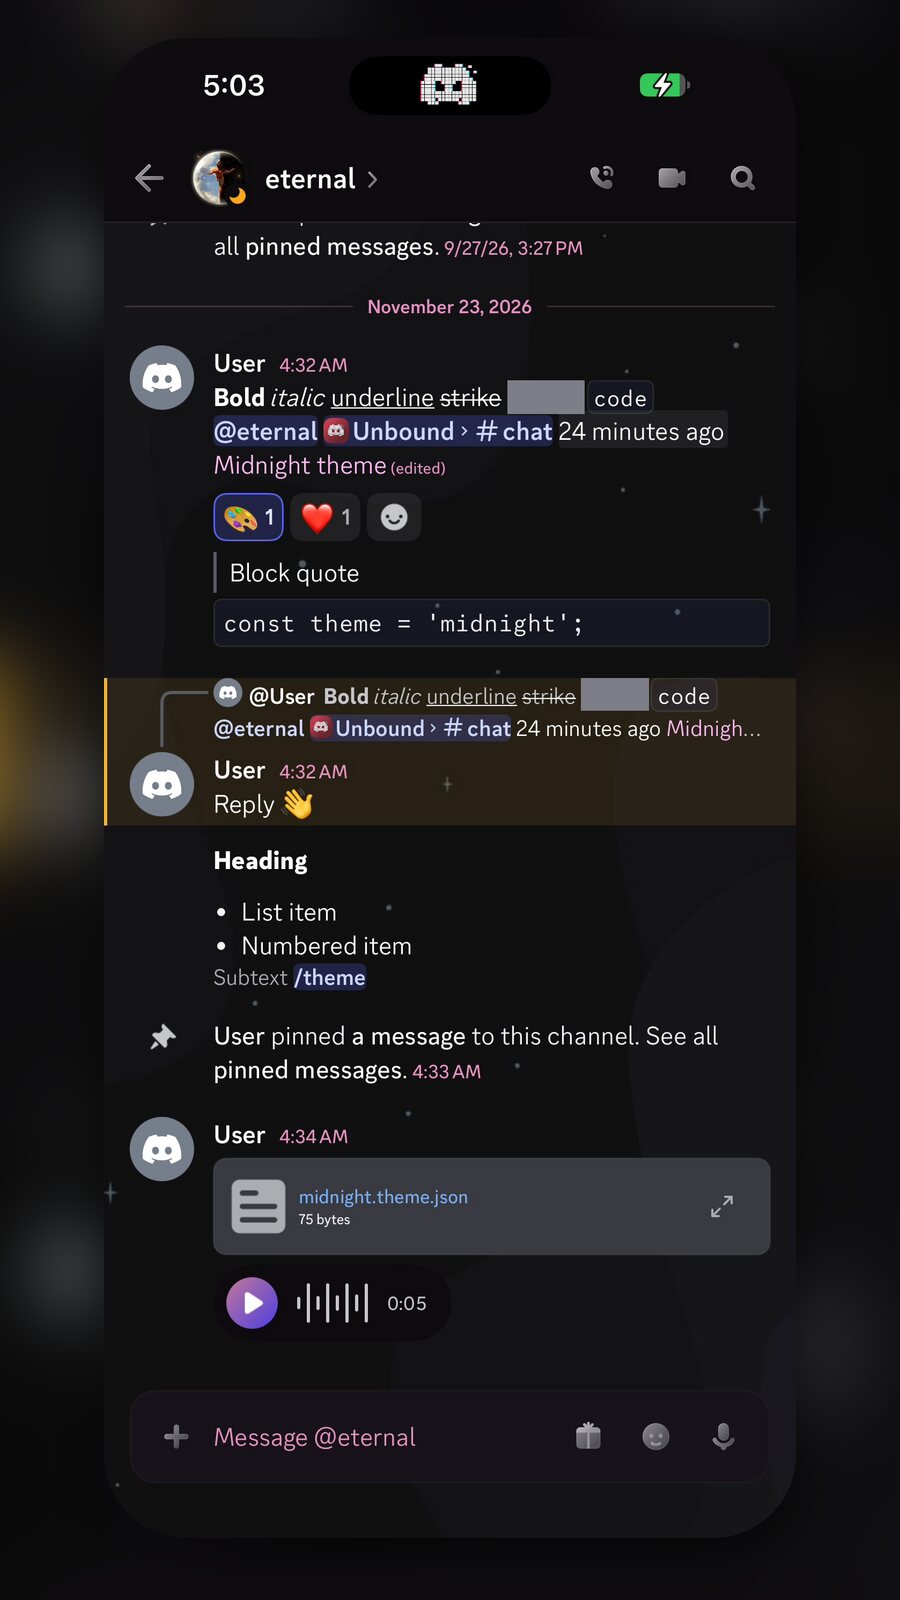 5:03
eternal
all pinned messages. 9/27/26, 3:27 PM
November 23, 2026
User 4:32 AM
Bold italic underline strike code
@eternal Unbound › # chat 24 minutes ago
Midnight theme (edited)
1 1
Block quote
const theme = 'midnight';
@User Bold italic underline strike code
@eternal Unbound › # chat 24 minutes ago Midnigh...
User 4:32 AM
Reply 👋
Heading
• List item
• Numbered item
Subtext /theme
User pinned a message to this channel. See all
pinned messages. 4:33 AM
User 4:34 AM
midnight.theme.json
75 bytes
0:05
Message @eternal